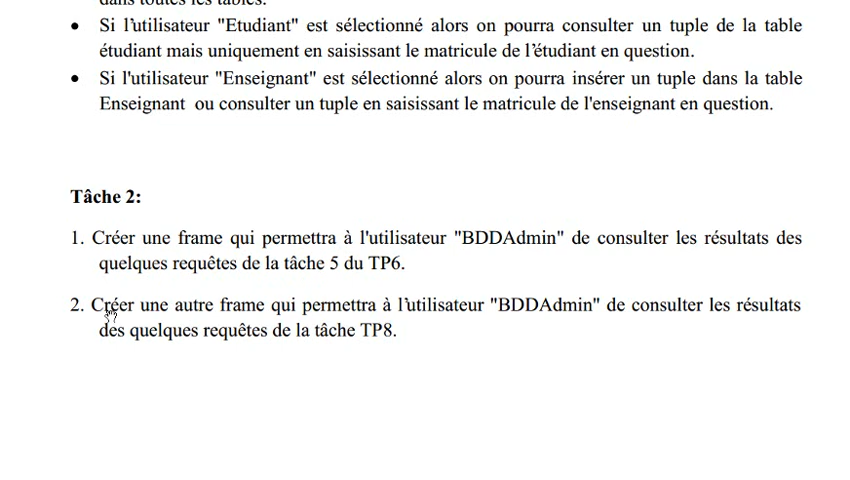 dans toutes les tables.
• Si l'utilisateur "Etudiant" est sélectionné alors on pourra consulter un tuple de la table
étudiant mais uniquement en saisissant le matricule de l'étudiant en question.
• Si l'utilisateur "Enseignant" est sélectionné alors on pourra insérer un tuple dans la table
Enseignant ou consulter un tuple en saisissant le matricule de l'enseignant en question.
Tâche 2:
1. Créer une frame qui permettra à l'utilisateur "BDDAdmin" de consulter les résultats des
quelques requêtes de la tâche 5 du TP6.
2. Créer une autre frame qui permettra à l'utilisateur "BDDAdmin" de consulter les résultats
des quelques requêtes de la tâche TP8.